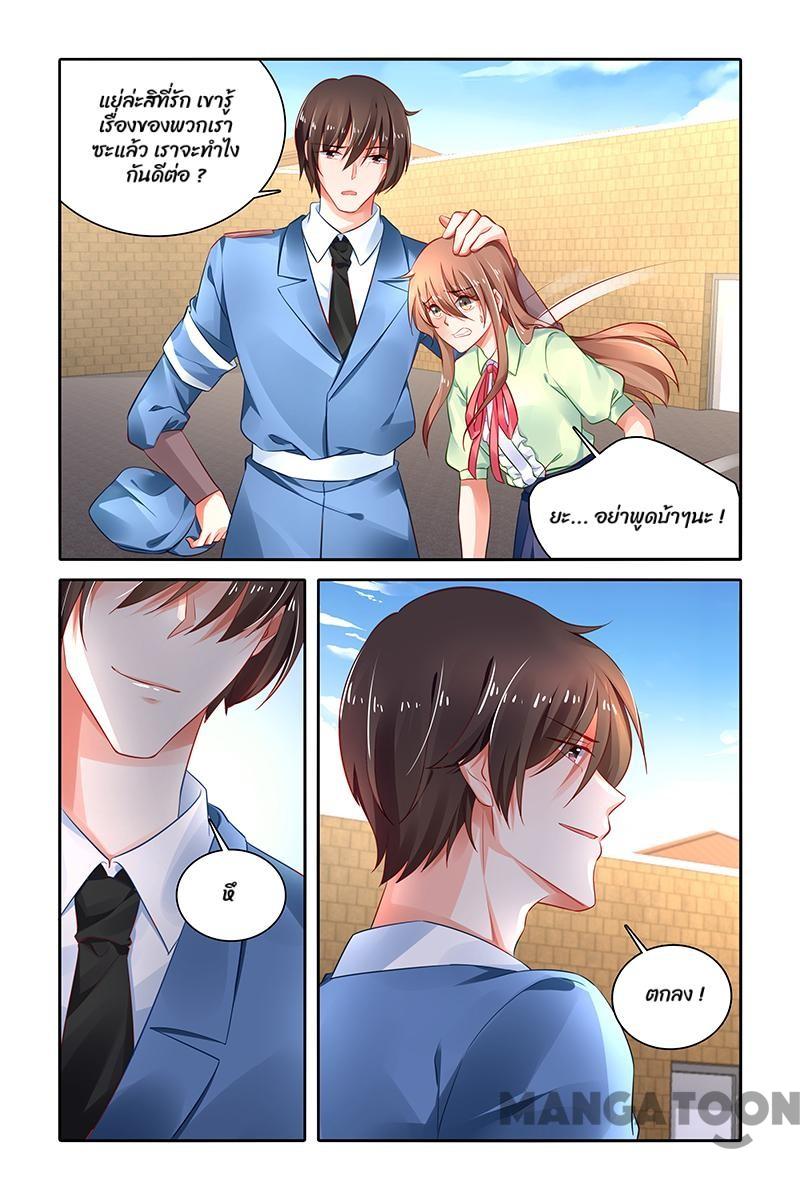 แย่ล่ะสิที่รัก เขารู้
เรื่องของพวกเรา
ซะแล้ว เราจะทำไง
กันดีต่อ ?
ยะ... อย่าพูดบ้าๆนะ !
หึ
ตกลง !
MANGATOON